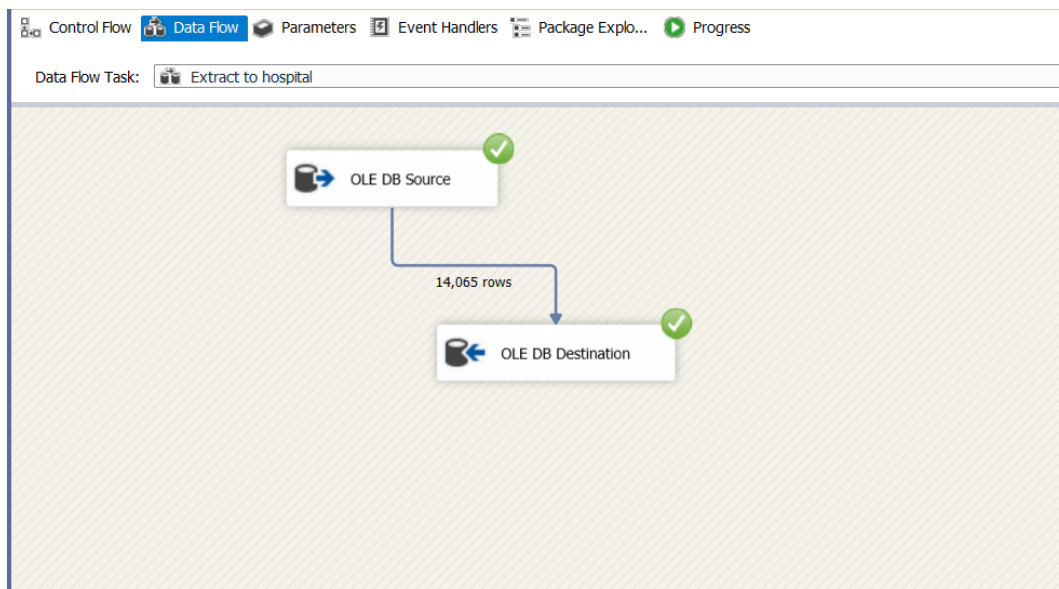 Control Flow Data Flow Parameters Event Handlers Package Explo... Progress
Data Flow Task: Extract to hospital
OLE DB Source
14,065 rows
OLE DB Destination